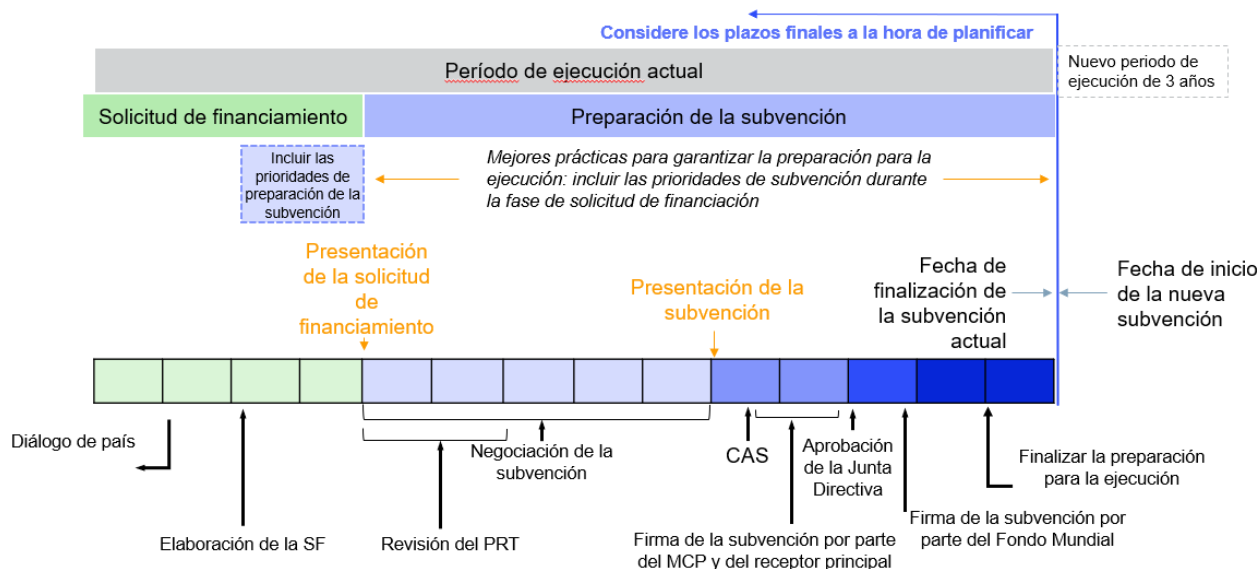 Considere los plazos finales a la hora de planificar
Período de ejecución actual
Nuevo periodo de
ejecución de 3 años
Solicitud de financiamiento
Preparación de la subvención
Incluir las
prioridades de
preparación de la
subvención
Mejores prácticas para garantizar la preparación para la
ejecución: incluir las prioridades de subvención durante
la fase de solicitud de financiación
Presentación
de la solicitud
de
financiamiento
Presentación de la
subvención
Fecha de
finalización de
la subvención
actual
Fecha de inicio
de la nueva
subvención
Diálogo de país
Elaboración de la SF
Revisión del PRT
Negociación de la
subvención
CAS
Firma de la subvención por parte
del MCP y del receptor principal
Aprobación
de la Junta
Directiva
Firma de la subvención por
parte del Fondo Mundial
Finalizar la preparación
para la ejecución